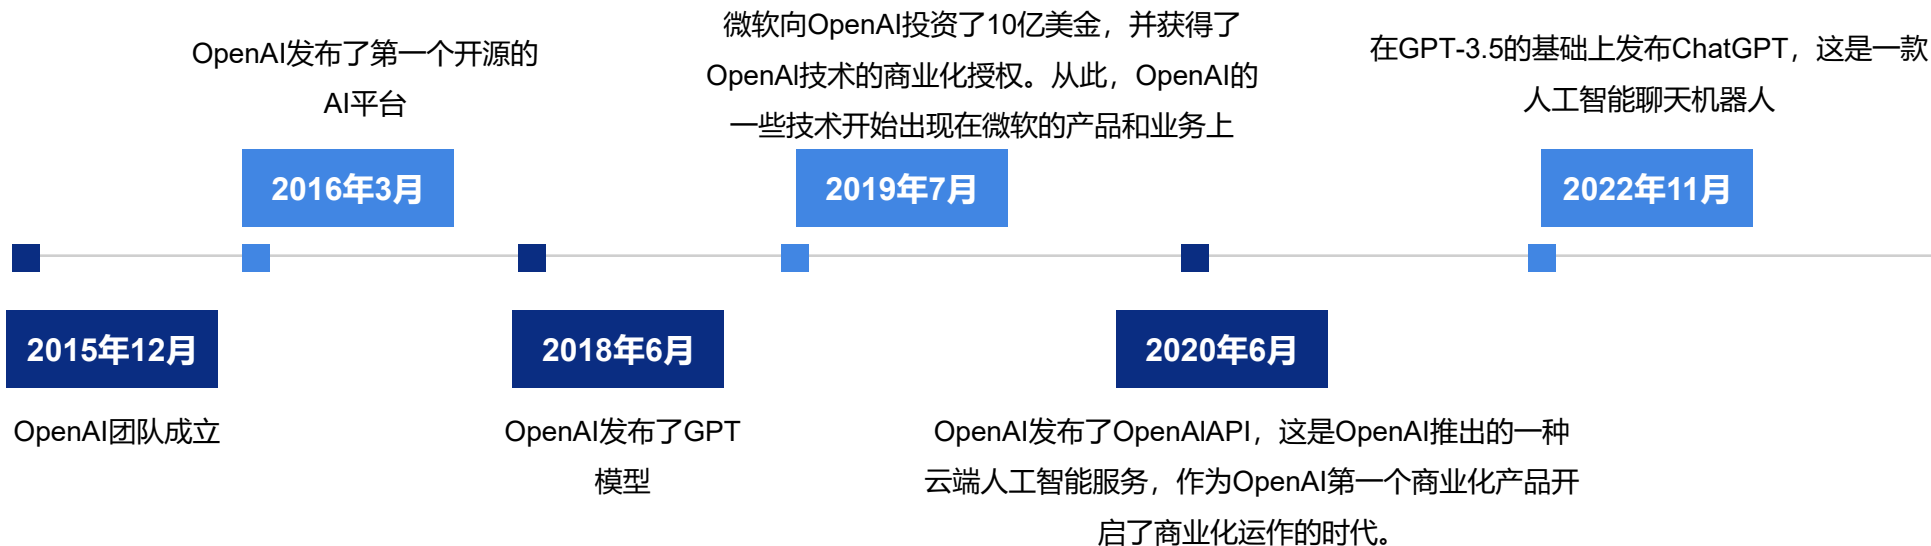 OpenAI发布了第一个开源的
AI平台
2016年3月
微软向OpenAI投资了10亿美金，并获得了
OpenAI技术的商业化授权。从此，OpenAI的
一些技术开始出现在微软的产品和业务上
2019年7月
在GPT-3.5的基础上发布ChatGPT，这是一款
人工智能聊天机器人
2022年11月
2015年12月
OpenAI团队成立
2018年6月
OpenAI发布了GPT
模型
2020年6月
OpenAI发布了OpenAIAPI，这是OpenAI推出的一种
云端人工智能服务，作为OpenAI第一个商业化产品开
启了商业化运作的时代。